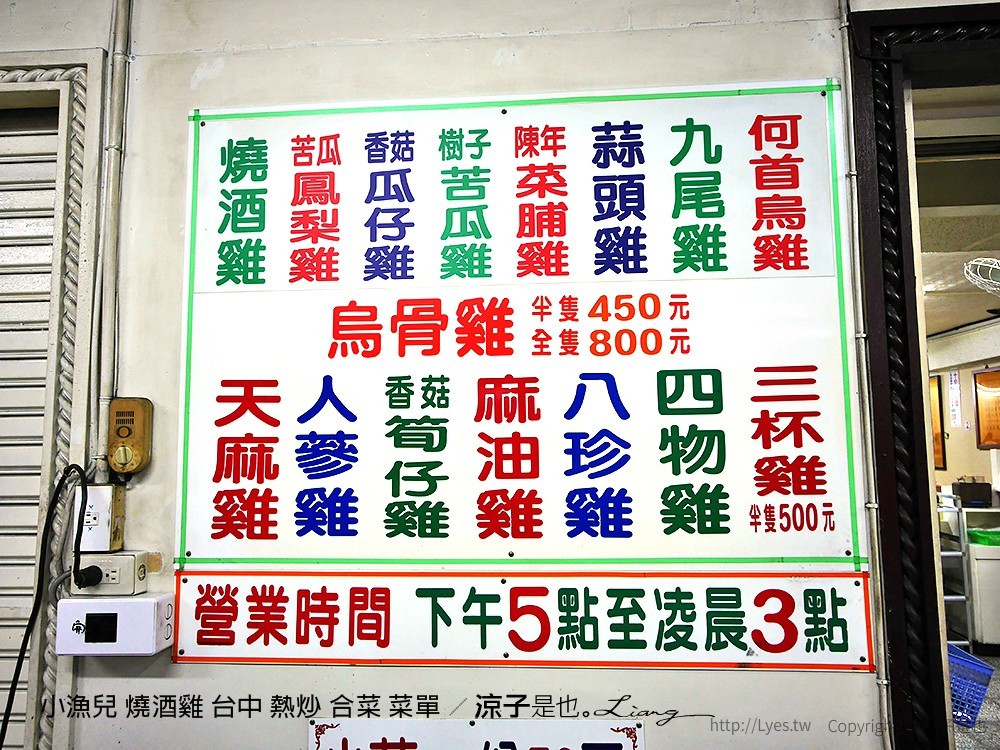 何首烏雞
九尾雞
蒜頭雞
陳年菜脯雞
樹子苦瓜雞
香菇瓜仔雞
苦瓜鳳梨雞
燒酒雞
烏骨雞 半隻450元
全隻800元
三杯雞 半隻500元
四物雞
八珍雞
麻油雞
香菇筍仔雞
人蔘雞
天麻雞
營業時間 下午5點至凌晨3點
小漁兒 燒酒雞 台中 熱炒 合菜 菜單 / 涼子是也。Liang
http://Lyes.tw Copyright